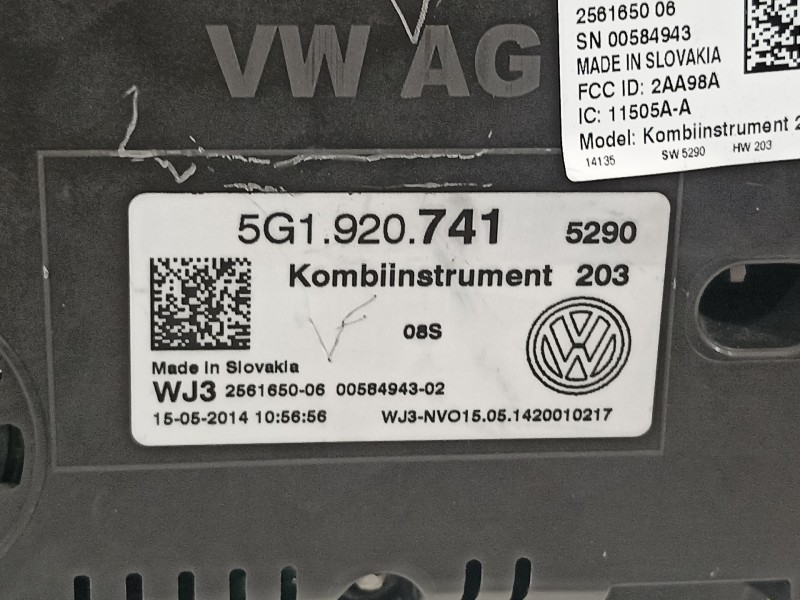 VW AG
2561650 06
SN 00584943
MADE IN SLOVAKIA
FCC ID: 2AA98A
IC: 11505A-A
Model: Kombiinstrument 2
14135 SW 5290 HW 203
5G1.920.741 5290
Kombiinstrument 203
08S
Made in Slovakia
WJ3 2561650-06 00584943-02
15-05-2014 10:56:56 WJ3-NVO15.05.1420010217